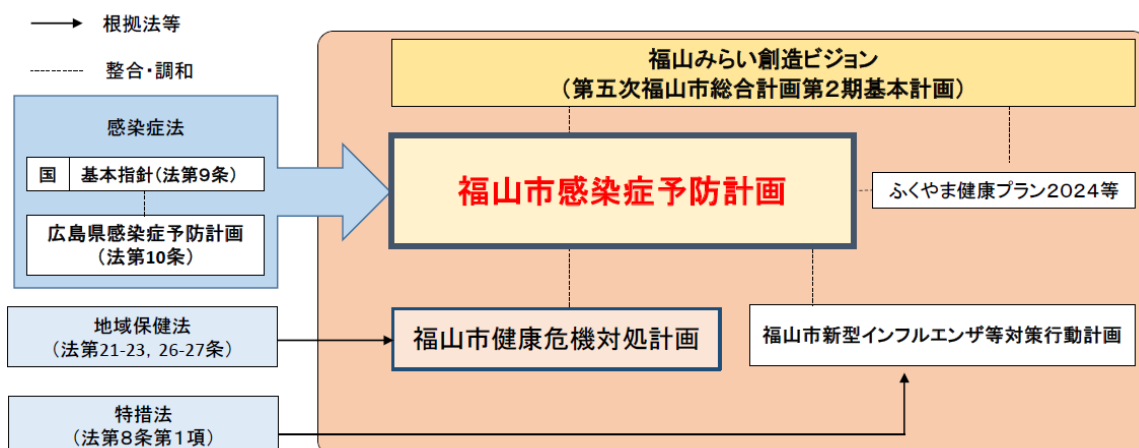 根拠法等
整合・調和
福山みらい創造ビジョン
（第五次福山市総合計画第2期基本計画）
感染症法
国 基本指針(法第9条)
広島県感染症予防計画
(法第10条)
福山市感染症予防計画
ふくやま健康プラン2024等
地域保健法
(法第21-23, 26-27条)
福山市健康危機対処計画
福山市新型インフルエンザ等対策行動計画
特措法
(法第8条第1項)